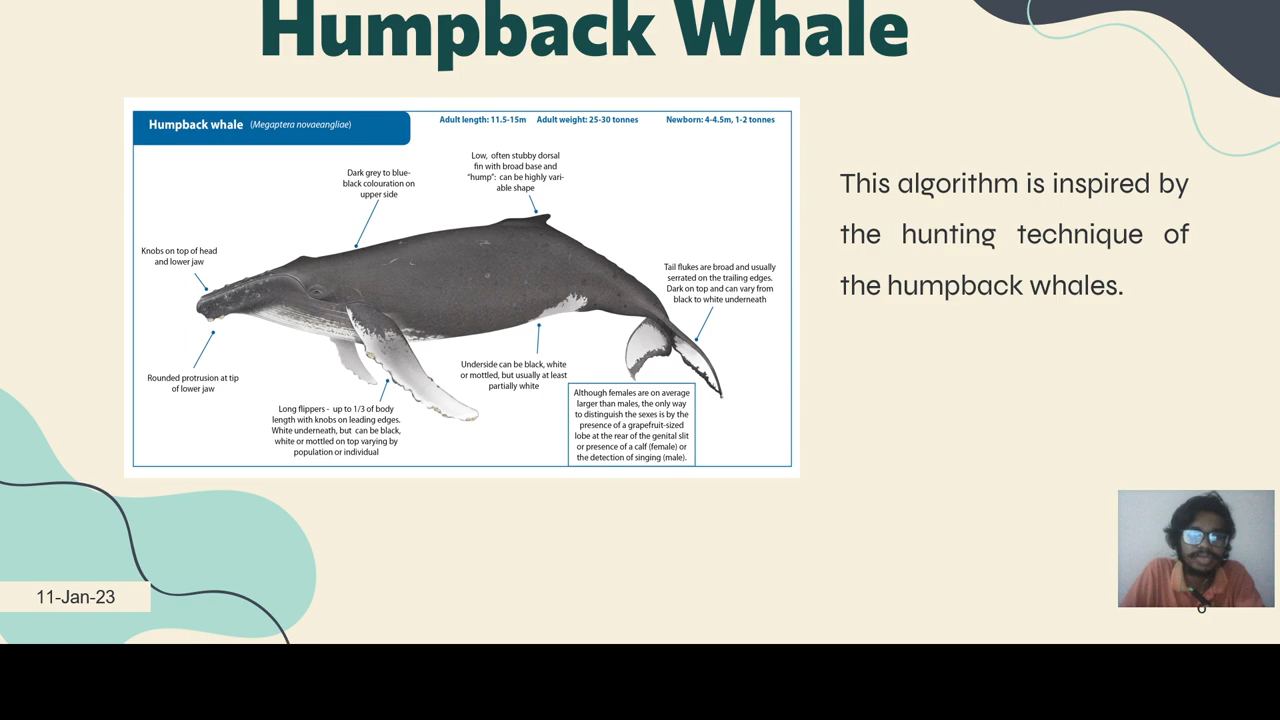 Humpback Whale
Humpback whale (Megaptera novaeangliae)
Adult length: 11.5-15m Adult weight: 25-30 tonnes Newborn: 4-4.5m, 1-2 tonnes
Low, often stubby dorsal
fin with broad base and
"hump": can be highly vari-
able shape
Dark grey to blue-
black colouration on
upper side
Knobs on top of head
and lower jaw
Tail flukes are broad and usually
serrated on the trailing edges.
Dark on top and can vary from
black to white underneath
Rounded protrusion at tip
of lower jaw
Underside can be black, white
or mottled, but usually at least
partially white
Long flippers - up to 1/3 of body
length with knobs on leading edges.
White underneath, but can be black,
white or mottled on top varying by
population or individual
Although females are on average
larger than males, the only way
to distinguish the sexes is by the
presence of a grapefruit-sized
lobe at the rear of the genital slit
or presence of a calf (female) or
the detection of singing (male).
This algorithm is inspired by
the hunting technique of
the humpback whales.
11-Jan-23